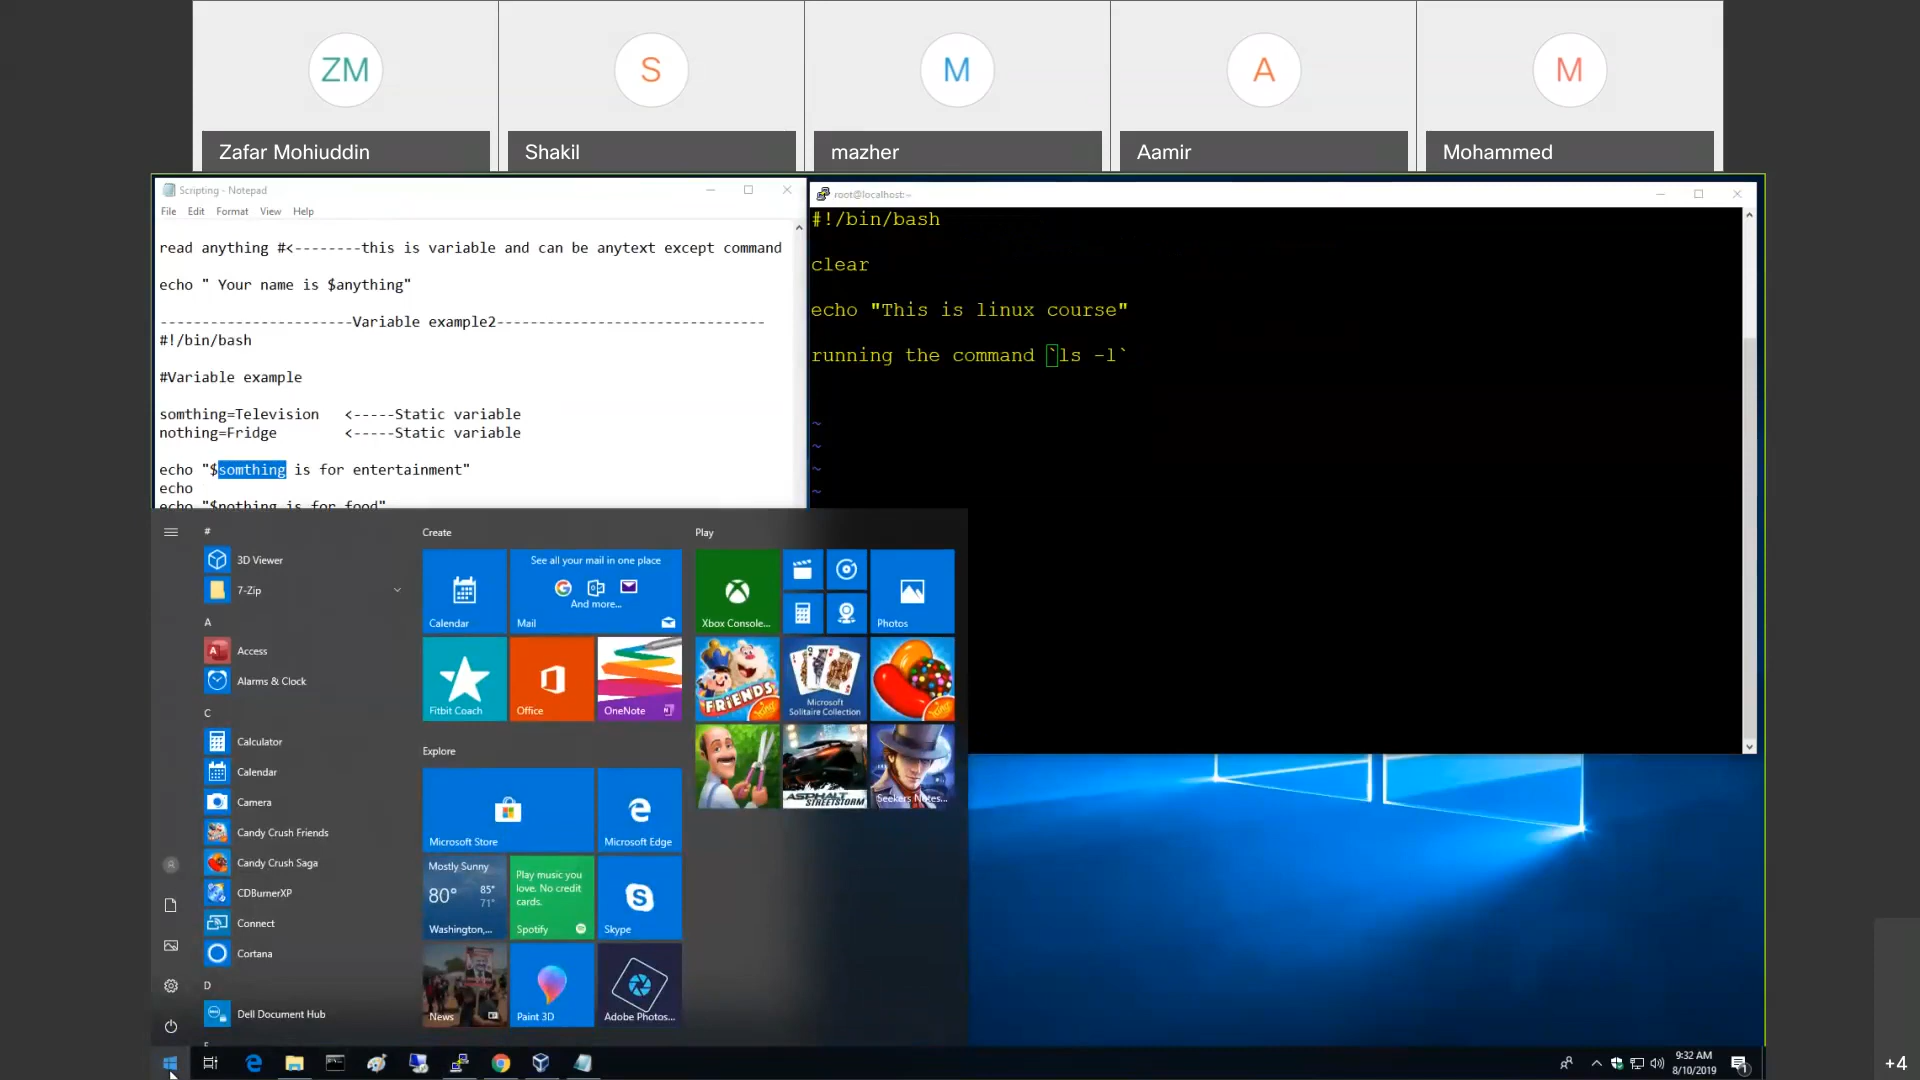 ZM
S
M
A
M
Zafar Mohiuddin
Shakil
mazher
Aamir
Mohammed
Scripting - Notepad
File Edit Format View Help
read anything #<--------this is variable and can be anytext except command
echo " Your name is $anything"
-----------------------Variable example2--------------------------------
#!/bin/bash
#Variable example
somthing=Television <-----Static variable
nothing=Fridge <-----Static variable
echo "$somthing is for entertainment"
echo
echo "$nothing is for food"
root@localhost:~
#!/bin/bash
clear
echo "This is linux course"
running the command `ls -l`
~
~
~
~
#
3D Viewer
7-Zip
A
Access
Alarms & Clock
C
Calculator
Calendar
Camera
Candy Crush Friends
Candy Crush Saga
CDBurnerXP
Connect
Cortana
D
Dell Document Hub
Create
Calendar
See all your mail in one place
And more...
Mail
Fitbit Coach
Office
OneNote
Explore
Microsoft Store
Microsoft Edge
Mostly Sunny
80° 85°
71°
Washington,...
Play music you
love. No credit
cards.
Spotify
Skype
News
Paint 3D
Adobe Photos...
Play
Xbox Console...
Photos
FRIENDS
Microsoft
Solitaire Collection
ASPHALT
STREETSTORM
Seekers Notes...
9:32 AM
8/10/2019
+4